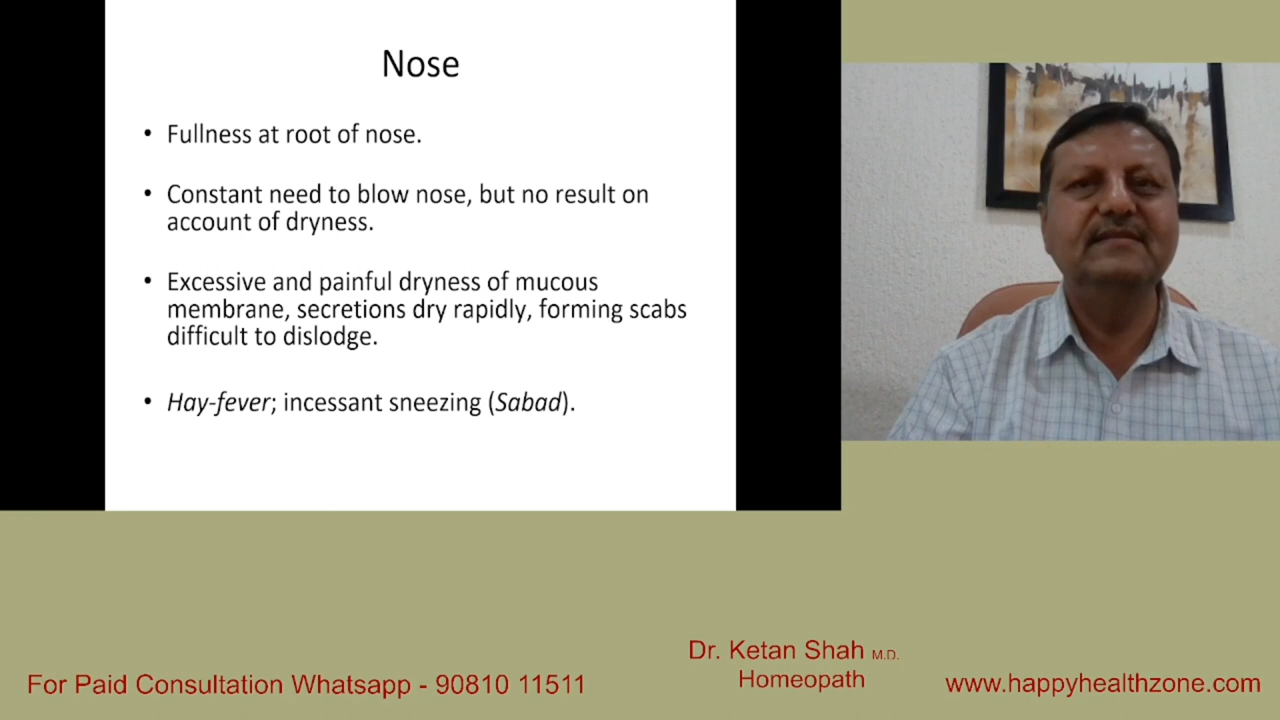 Nose
• Fullness at root of nose.
• Constant need to blow nose, but no result on
account of dryness.
• Excessive and painful dryness of mucous
membrane, secretions dry rapidly, forming scabs
difficult to dislodge.
• Hay-fever; incessant sneezing (Sabad).
Dr. Ketan Shah M.D.
Homeopath
For Paid Consultation Whatsapp - 90810 11511
www.happyhealthzone.com